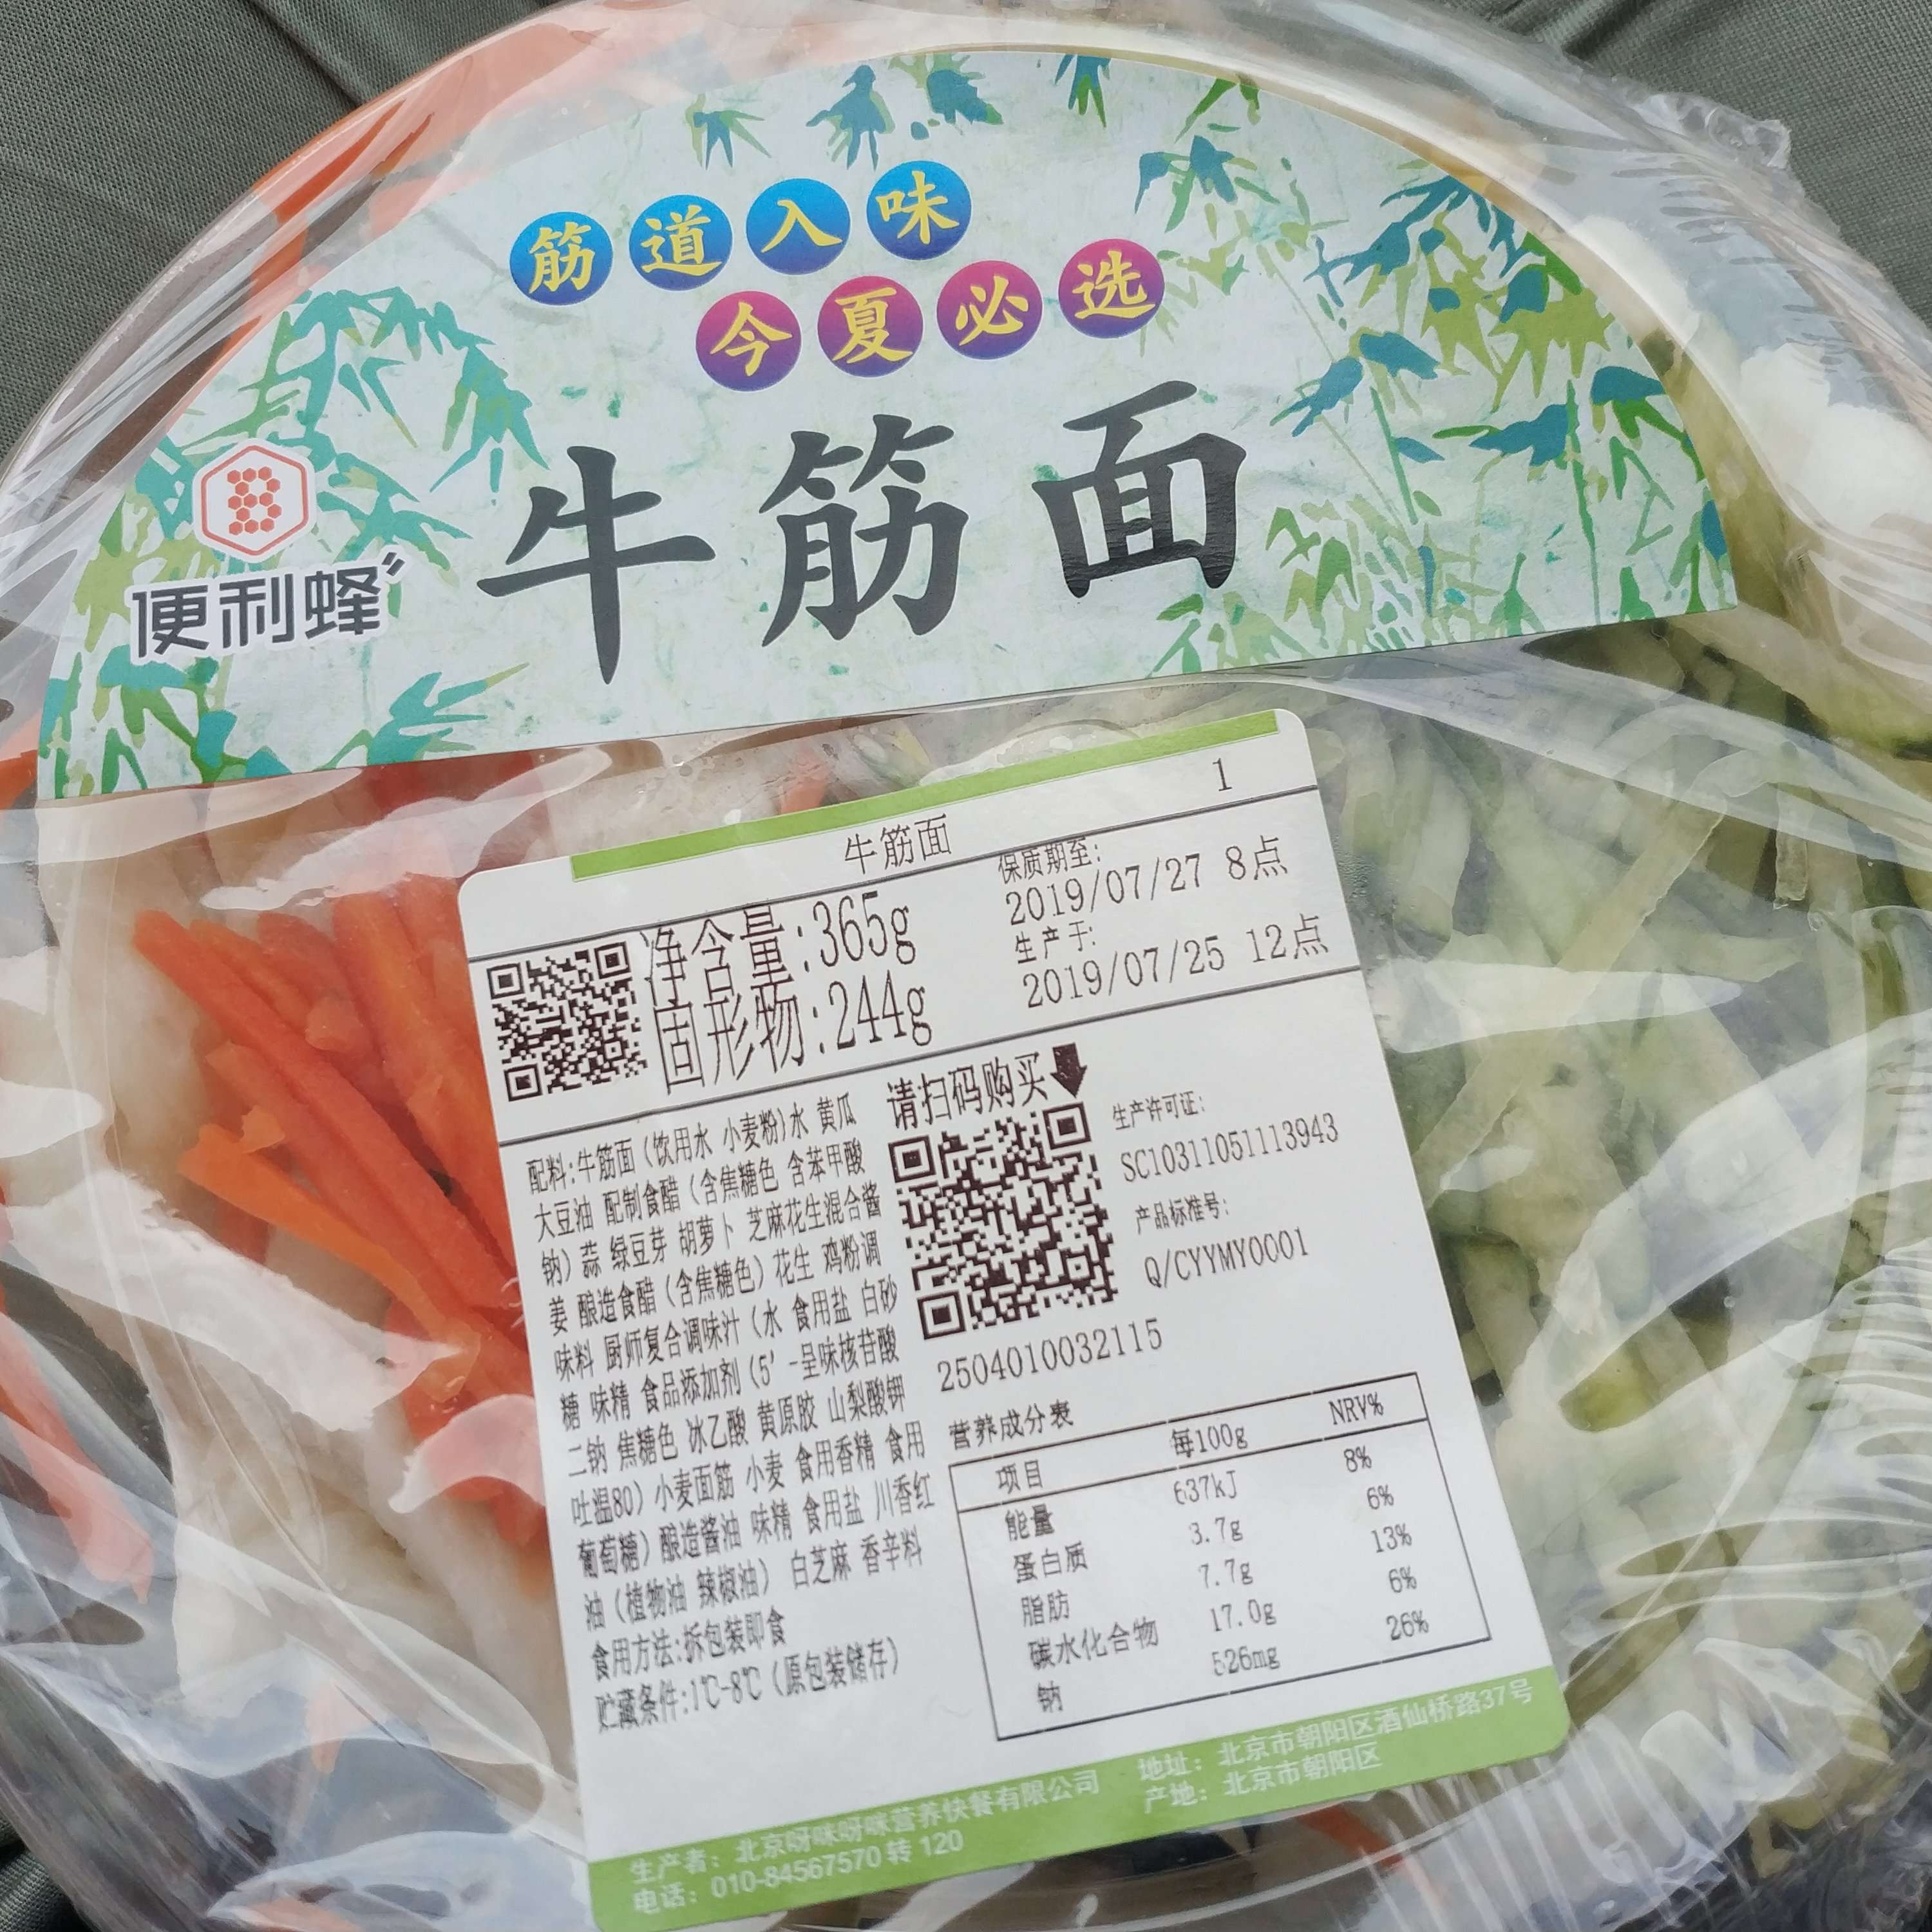 筋道入味
今夏必选
牛筋面
便利蜂
1
牛筋面
净含量:365g
固形物:244g
保质期至:
2019/07/27 8点
生产于:
2019/07/25 12点
配料:牛筋面(饮用水 小麦粉)水 黄瓜
大豆油 配制食醋(含焦糖色 含苯甲酸
钠)蒜 绿豆芽 胡萝卜 芝麻花生混合酱
姜 酿造食醋(含焦糖色)花生 鸡粉调
味料 厨师复合调味汁(水 食用盐 白砂
糖 味精 食品添加剂(5'-呈味核苷酸
二钠 焦糖色 冰乙酸 黄原胶 山梨酸钾
吐温80)小麦面筋 小麦 食用香精 食用
葡萄糖)酿造酱油 味精 食用盐 川香红
油(植物油 辣椒油) 白芝麻 香辛料
食用方法:拆包装即食
贮藏条件:1℃-8℃(原包装储存)
请扫码购买
2504010032115
生产许可证:
SC10311051113943
产品标准号:
Q/CYYMY0001
营养成分表
项目 每100g NRV%
能量 637kJ 8%
蛋白质 3.7g 6%
脂肪 7.7g 13%
碳水化合物 17.0g 6%
钠 526mg 26%
生产者：北京呀咪呀咪营养快餐有限公司
电话：010-84567570转120
地址：北京市朝阳区酒仙桥路37号
产地：北京市朝阳区